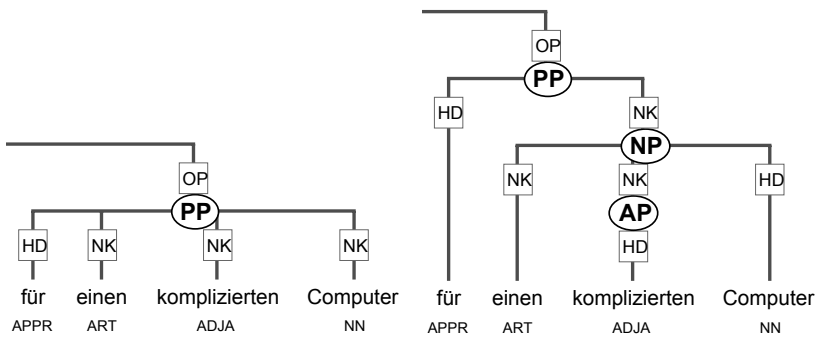 OP
PP
HD NK
NP
OP NK NK HD
PP AP
HD NK NK NK HD
für einen komplizierten Computer für einen komplizierten Computer
APPR ART ADJA NN APPR ART ADJA NN